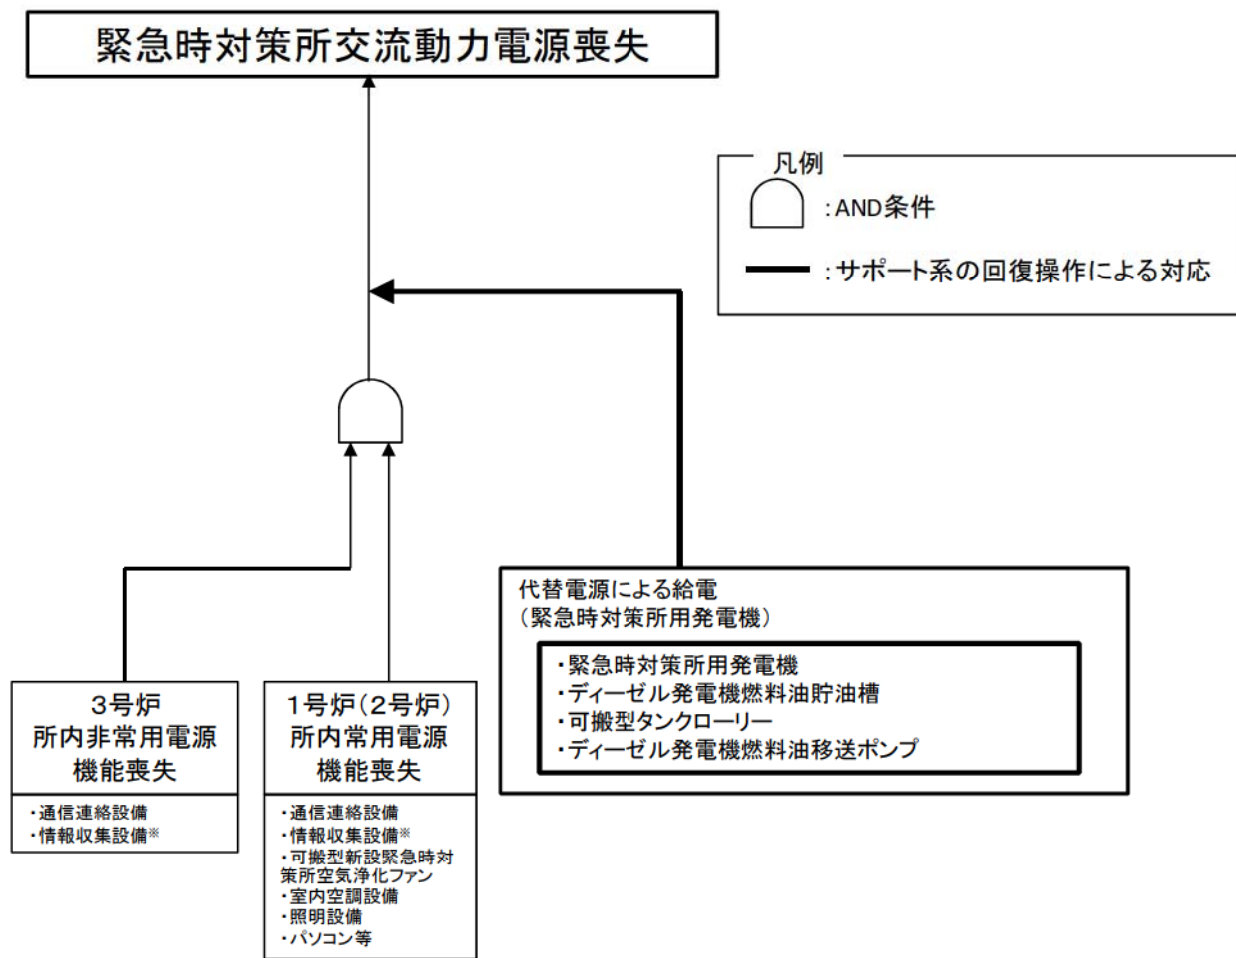 緊急時対策所交流動力電源喪失
凡例
：AND条件
：サポート系の回復操作による対応
代替電源による給電
（緊急時対策所用発電機）
・緊急時対策所用発電機
・ディーゼル発電機燃料油貯油槽
・可搬型タンクローリー
・ディーゼル発電機燃料油移送ポンプ
３号炉
所内非常用電源
機能喪失
・通信連絡設備
・情報収集設備※
１号炉（２号炉）
所内常用電源
機能喪失
・通信連絡設備
・情報収集設備※
・可搬型新設緊急時対
策所空気浄化ファン
・室内空調設備
・照明設備
・パソコン等